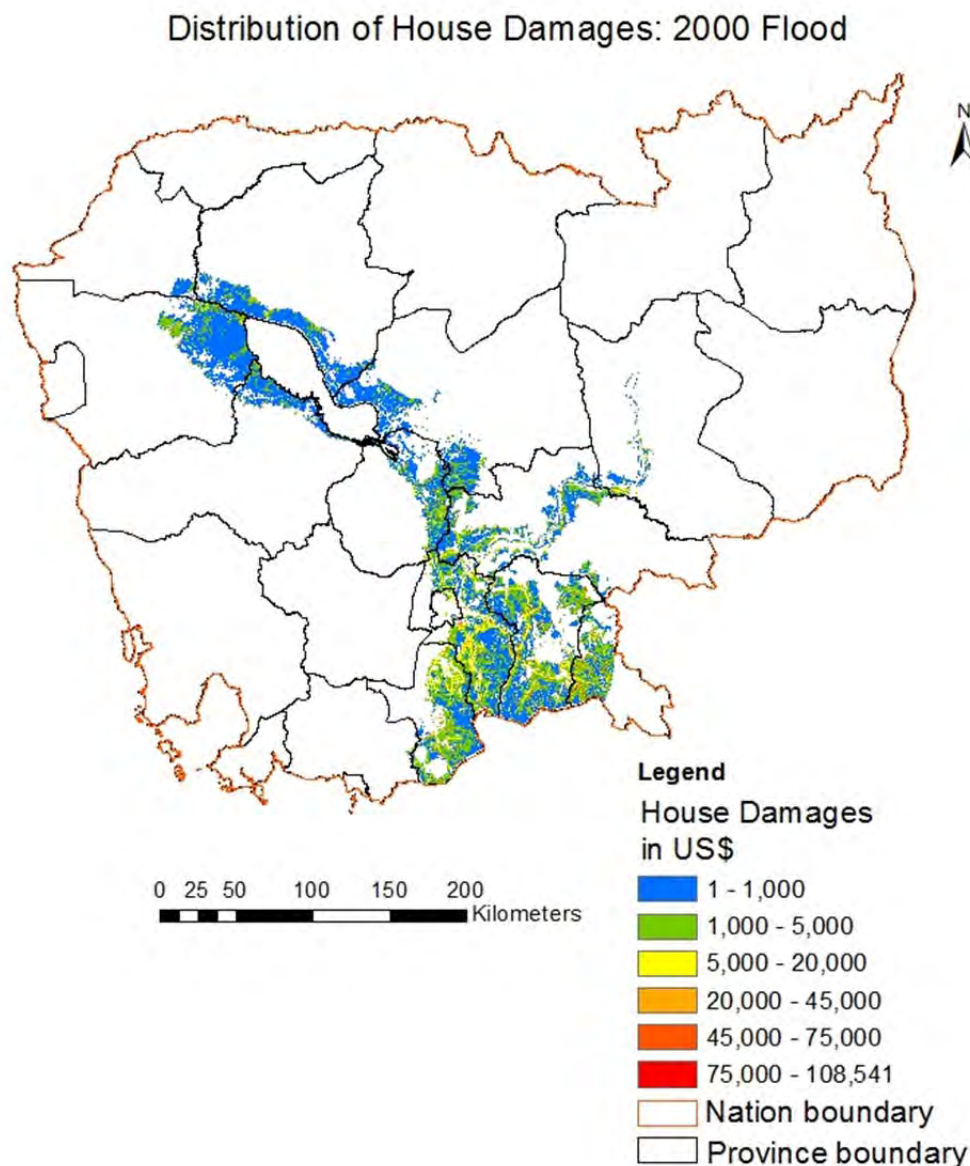 Distribution of House Damages: 2000 Flood
N
Legend
House Damages
in US$
0 25 50 100 150 200
Kilometers
1 - 1,000
1,000 - 5,000
5,000 - 20,000
20,000 - 45,000
45,000 - 75,000
75,000 - 108,541
Nation boundary
Province boundary